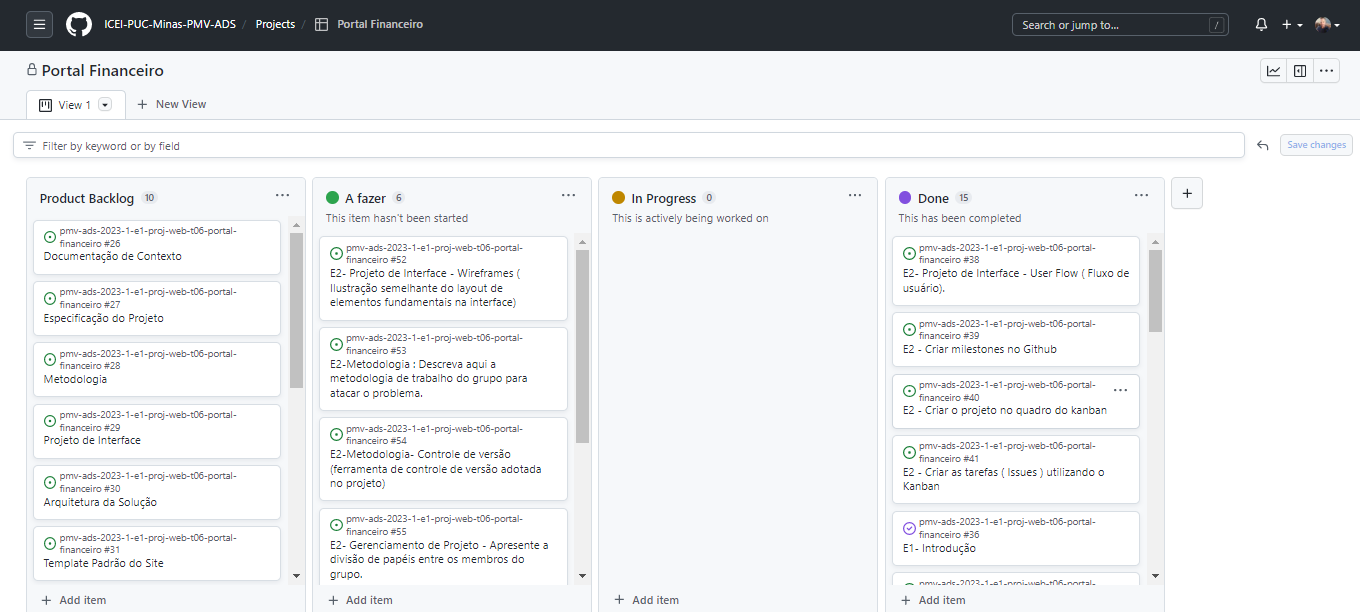 ICEI-PUC-Minas-PMV-ADS / Projects / Portal Financeiro
Search or jump to... /
Portal Financeiro
View 1
New View
Filter by keyword or by field
Save changes
Product Backlog 10
pmv-ads-2023-1-e1-proj-web-t06-portal-
financeiro #26
Documentação de Contexto
pmv-ads-2023-1-e1-proj-web-t06-portal-
financeiro #27
Especificação do Projeto
pmv-ads-2023-1-e1-proj-web-t06-portal-
financeiro #28
Metodologia
pmv-ads-2023-1-e1-proj-web-t06-portal-
financeiro #29
Projeto de Interface
pmv-ads-2023-1-e1-proj-web-t06-portal-
financeiro #30
Arquitetura da Solução
pmv-ads-2023-1-e1-proj-web-t06-portal-
financeiro #31
Template Padrão do Site
Add item
A fazer 6
This item hasn't been started
pmv-ads-2023-1-e1-proj-web-t06-portal-
financeiro #52
E2- Projeto de Interface - Wireframes (
Ilustração semelhante do layout de
elementos fundamentais na interface)
pmv-ads-2023-1-e1-proj-web-t06-portal-
financeiro #53
E2-Metodologia : Descreva aqui a
metodologia de trabalho do grupo para
atacar o problema.
pmv-ads-2023-1-e1-proj-web-t06-portal-
financeiro #54
E2-Metodologia- Controle de versão
(ferramenta de controle de versão adotada
no projeto)
pmv-ads-2023-1-e1-proj-web-t06-portal-
financeiro #55
E2- Gerenciamento de Projeto - Apresente a
divisão de papéis entre os membros do
grupo.
Add item
In Progress 0
This is actively being worked on
Add item
Done 15
This has been completed
pmv-ads-2023-1-e1-proj-web-t06-portal-
financeiro #38
E2- Projeto de Interface - User Flow ( Fluxo de
usuário).
pmv-ads-2023-1-e1-proj-web-t06-portal-
financeiro #39
E2 - Criar milestones no Github
pmv-ads-2023-1-e1-proj-web-t06-portal-
financeiro #40
E2 - Criar o projeto no quadro do kanban
pmv-ads-2023-1-e1-proj-web-t06-portal-
financeiro #41
E2 - Criar as tarefas ( Issues ) utilizando o
Kanban
pmv-ads-2023-1-e1-proj-web-t06-portal-
financeiro #36
E1- Introdução
pmv-ads-2023-1-e1-proj-web-t06-portal-
Add item